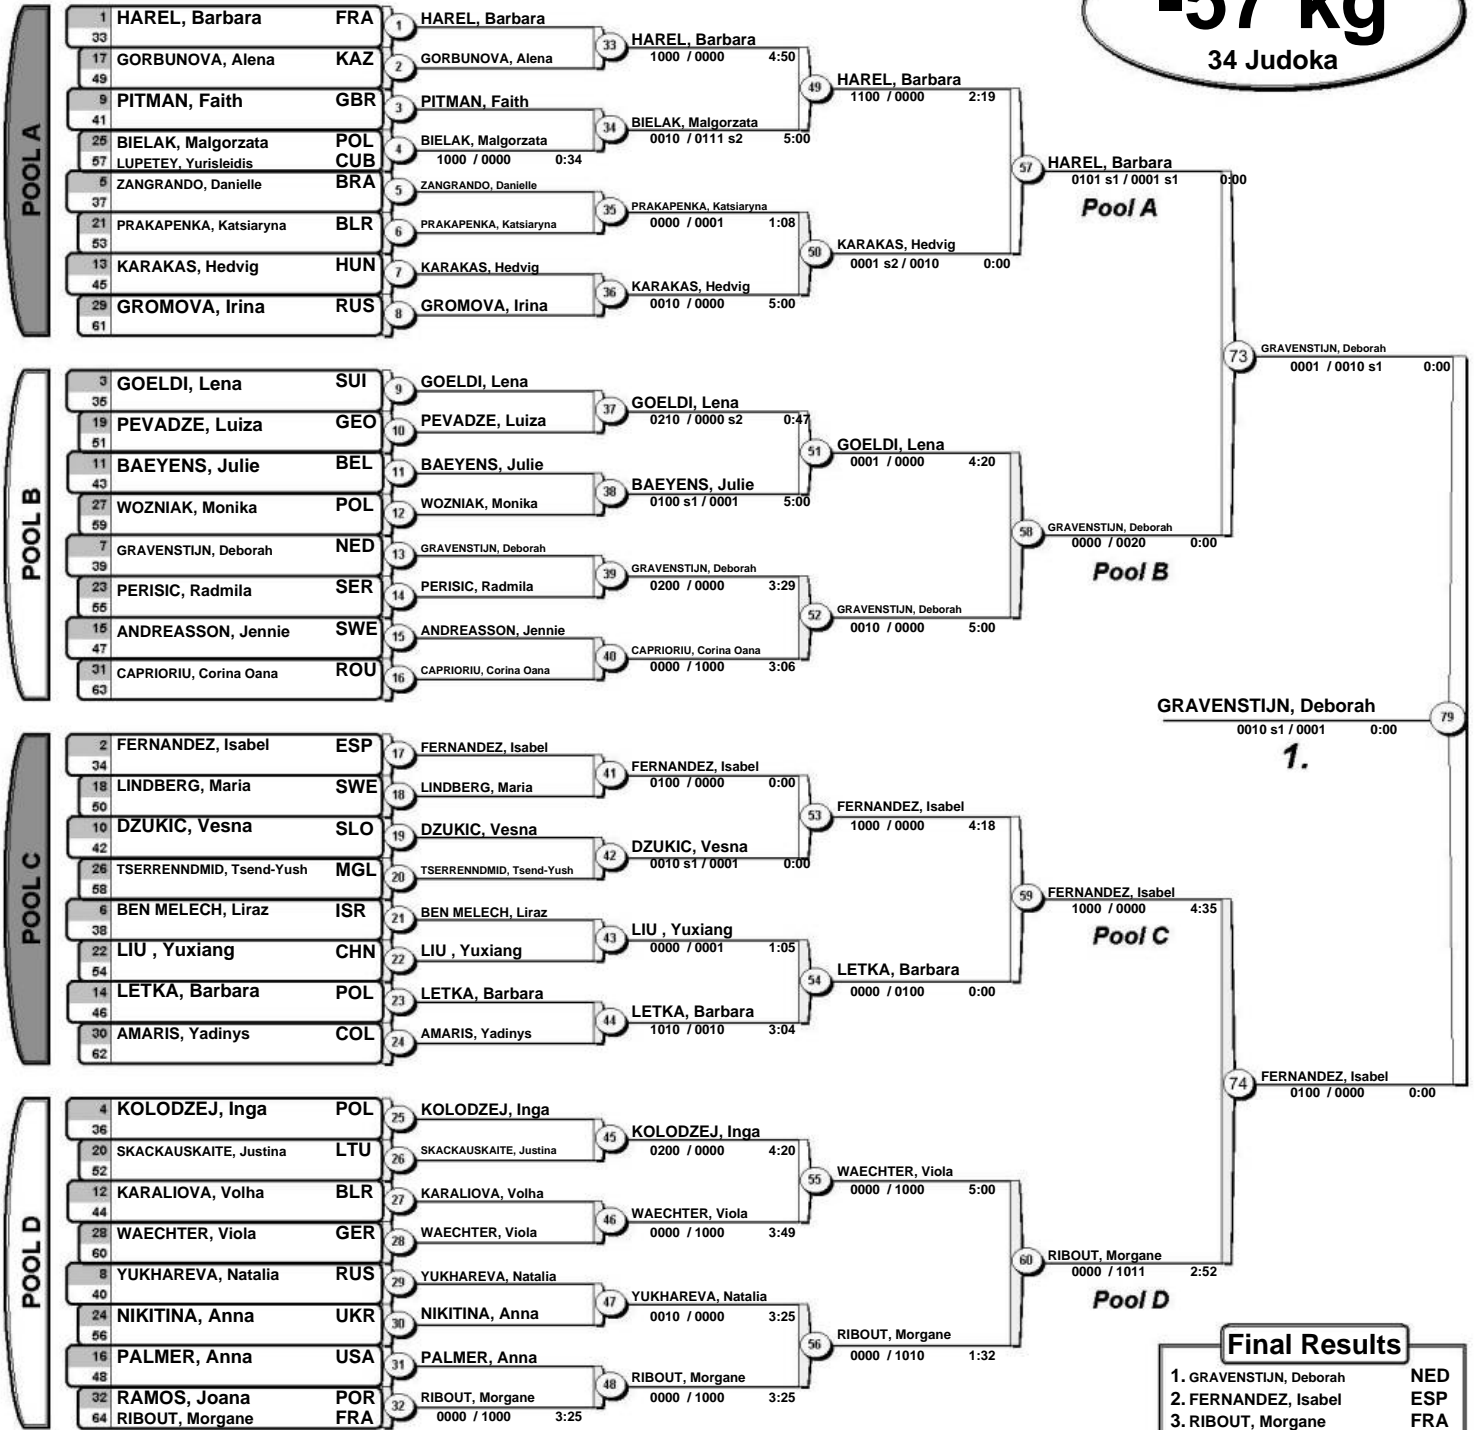 -57 kg
34 Judoka
POOL A
1 HAREL, Barbara FRA
33
17 GORBUNOVA, Alena KAZ
49
9 PITMAN, Faith GBR
41
25 BIELAK, Malgorzata POL
57 LUPETEY, Yurisleidis CUB
5 ZANGRANDO, Danielle BRA
37
21 PRAKAPENKA, Katsiaryna BLR
53
13 KARAKAS, Hedvig HUN
45
29 GROMOVA, Irina RUS
61
1 HAREL, Barbara
2 GORBUNOVA, Alena
3 PITMAN, Faith
4 BIELAK, Malgorzata
1000 / 0000 0:34
5 ZANGRANDO, Danielle
6 PRAKAPENKA, Katsiaryna
7 KARAKAS, Hedvig
8 GROMOVA, Irina
33 HAREL, Barbara
1000 / 0000 4:50
34 BIELAK, Malgorzata
0010 / 0111 s2 5:00
35 PRAKAPENKA, Katsiaryna
0000 / 0001 1:08
36 KARAKAS, Hedvig
0010 / 0000 5:00
49 HAREL, Barbara
1100 / 0000 2:19
50 KARAKAS, Hedvig
0001 s2 / 0010 0:00
57 HAREL, Barbara
0101 s1 / 0001 s1 0:00
Pool A
POOL B
3 GOELDI, Lena SUI
35
19 PEVADZE, Luiza GEO
51
11 BAEYENS, Julie BEL
43
27 WOZNIAK, Monika POL
59
7 GRAVENSTIJN, Deborah NED
39
23 PERISIC, Radmila SER
55
15 ANDREASSON, Jennie SWE
47
31 CAPRIORIU, Corina Oana ROU
63
9 GOELDI, Lena
10 PEVADZE, Luiza
11 BAEYENS, Julie
12 WOZNIAK, Monika
13 GRAVENSTIJN, Deborah
14 PERISIC, Radmila
15 ANDREASSON, Jennie
16 CAPRIORIU, Corina Oana
37 GOELDI, Lena
0210 / 0000 s2 0:47
38 BAEYENS, Julie
0100 s1 / 0001 5:00
39 GRAVENSTIJN, Deborah
0200 / 0000 3:29
40 CAPRIORIU, Corina Oana
0000 / 1000 3:06
51 GOELDI, Lena
0001 / 0000 4:20
52 GRAVENSTIJN, Deborah
0010 / 0000 5:00
58 GRAVENSTIJN, Deborah
0000 / 0020 0:00
Pool B
73 GRAVENSTIJN, Deborah
0001 / 0010 s1 0:00
GRAVENSTIJN, Deborah 79
0010 s1 / 0001 0:00
1.
POOL C
2 FERNANDEZ, Isabel ESP
34
18 LINDBERG, Maria SWE
50
10 DZUKIC, Vesna SLO
42
26 TSERRENNDMID, Tsend-Yush MGL
58
6 BEN MELECH, Liraz ISR
38
22 LIU , Yuxiang CHN
54
14 LETKA, Barbara POL
46
30 AMARIS, Yadinys COL
62
17 FERNANDEZ, Isabel
18 LINDBERG, Maria
19 DZUKIC, Vesna
20 TSERRENNDMID, Tsend-Yush
21 BEN MELECH, Liraz
22 LIU , Yuxiang
23 LETKA, Barbara
24 AMARIS, Yadinys
41 FERNANDEZ, Isabel
0100 / 0000 0:00
42 DZUKIC, Vesna
0010 s1 / 0001 0:00
43 LIU , Yuxiang
0000 / 0001 1:05
44 LETKA, Barbara
1010 / 0010 3:04
53 FERNANDEZ, Isabel
1000 / 0000 4:18
54 LETKA, Barbara
0000 / 0100 0:00
59 FERNANDEZ, Isabel
1000 / 0000 4:35
Pool C
74 FERNANDEZ, Isabel
0100 / 0000 0:00
POOL D
4 KOLODZEJ, Inga POL
36
20 SKACKAUSKAITE, Justina LTU
52
12 KARALIOVA, Volha BLR
44
28 WAECHTER, Viola GER
60
8 YUKHAREVA, Natalia RUS
40
24 NIKITINA, Anna UKR
56
16 PALMER, Anna USA
48
32 RAMOS, Joana POR
64 RIBOUT, Morgane FRA
25 KOLODZEJ, Inga
26 SKACKAUSKAITE, Justina
27 KARALIOVA, Volha
28 WAECHTER, Viola
29 YUKHAREVA, Natalia
30 NIKITINA, Anna
31 PALMER, Anna
32 RIBOUT, Morgane
0000 / 1000 3:25
45 KOLODZEJ, Inga
0200 / 0000 4:20
46 WAECHTER, Viola
0000 / 1000 3:49
47 YUKHAREVA, Natalia
0010 / 0000 3:25
48 RIBOUT, Morgane
0000 / 1000 3:25
55 WAECHTER, Viola
0000 / 1000 5:00
56 RIBOUT, Morgane
0000 / 1010 1:32
60 RIBOUT, Morgane
0000 / 1011 2:52
Pool D
Final Results
1. GRAVENSTIJN, Deborah NED
2. FERNANDEZ, Isabel ESP
3. RIBOUT, Morgane FRA